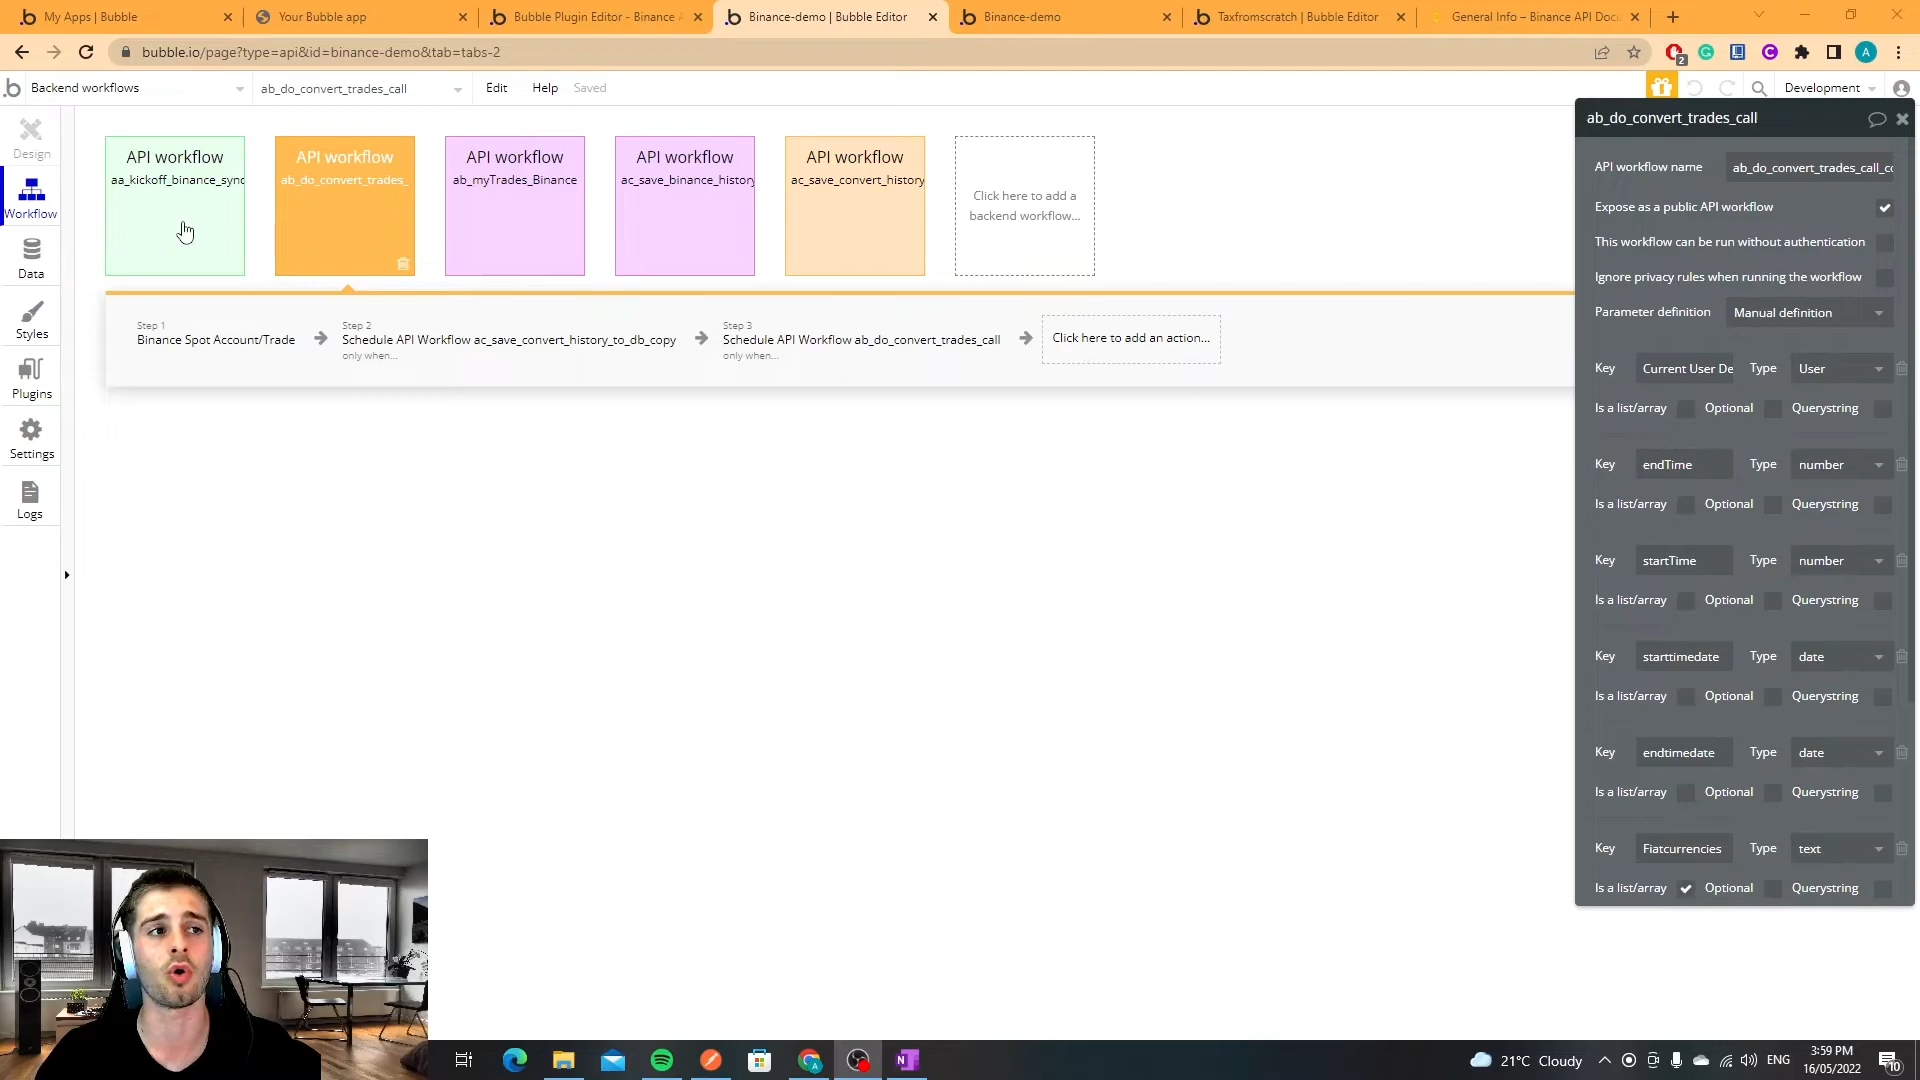 My Apps | Bubble
Your Bubble app
Bubble Plugin Editor - Binance A
Binance-demo | Bubble Editor
Binance-demo
Taxfromscratch | Bubble Editor
General Info – Binance API Docu
bubble.io/page?type=api&id=binance-demo&tab=tabs-2
2
A
Backend workflows
ab_do_convert_trades_call
Edit
Help
Saved
Development
Design
Workflow
Data
Styles
Plugins
Settings
Logs
API workflow
aa_kickoff_binance_sync
API workflow
ab_do_convert_trades_
API workflow
ab_myTrades_Binance
API workflow
ac_save_binance_history
API workflow
ac_save_convert_history
Click here to add a
backend workflow...
Step 1
Binance Spot Account/Trade
Step 2
Schedule API Workflow ac_save_convert_history_to_db_copy
only when...
Step 3
Schedule API Workflow ab_do_convert_trades_call
only when...
Click here to add an action...
ab_do_convert_trades_call
API workflow name ab_do_convert_trades_call_co
Expose as a public API workflow
This workflow can be run without authentication
Ignore privacy rules when running the workflow
Parameter definition Manual definition
Key Current User De Type User
Is a list/array Optional Querystring
Key endTime Type number
Is a list/array Optional Querystring
Key startTime Type number
Is a list/array Optional Querystring
Key starttimedate Type date
Is a list/array Optional Querystring
Key endtimedate Type date
Is a list/array Optional Querystring
Key Fiatcurrencies Type text
Is a list/array Optional Querystring
21°C Cloudy
ENG
3:59 PM
16/05/2022
10